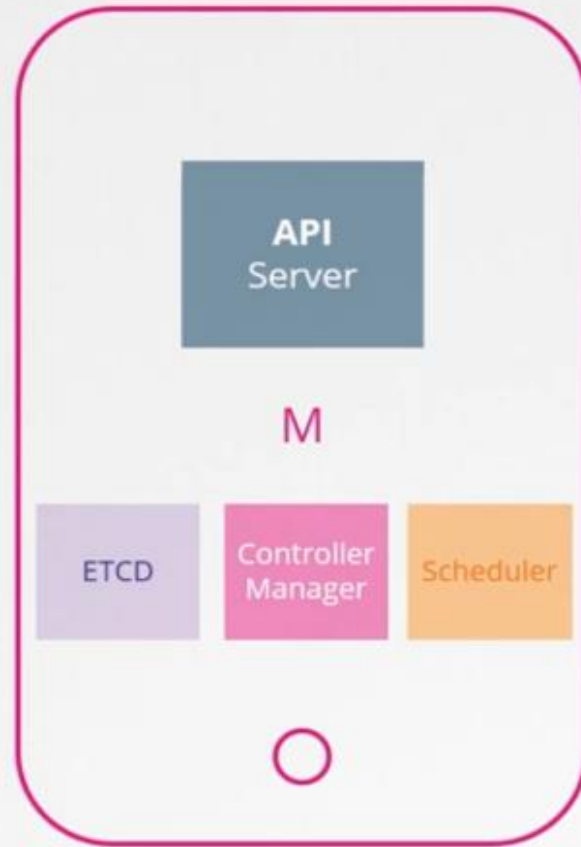 API
Server
M
ETCD
Controller
Manager
Scheduler